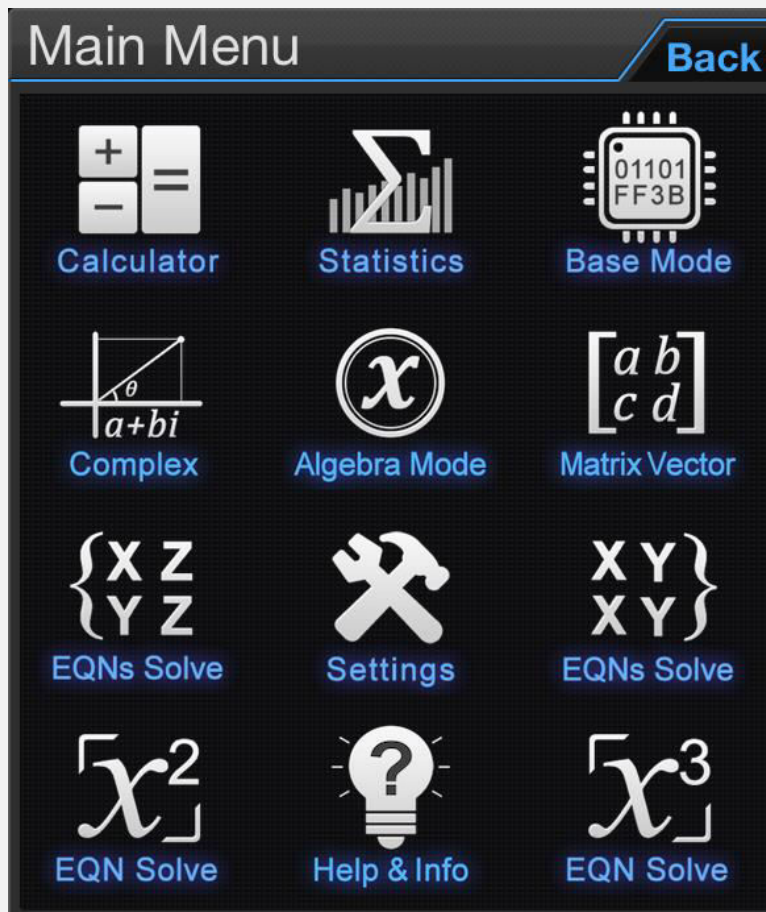 Main Menu
Back
+
=
−
Σ
01101
FF3B
Calculator
Statistics
Base Mode
θ
a+bi
x
a b
c d
Complex
Algebra Mode
Matrix Vector
{X Z
Y Z
X Y}
X Y
EQNs Solve
Settings
EQNs Solve
x²
?
x³
EQN Solve
Help & Info
EQN Solve